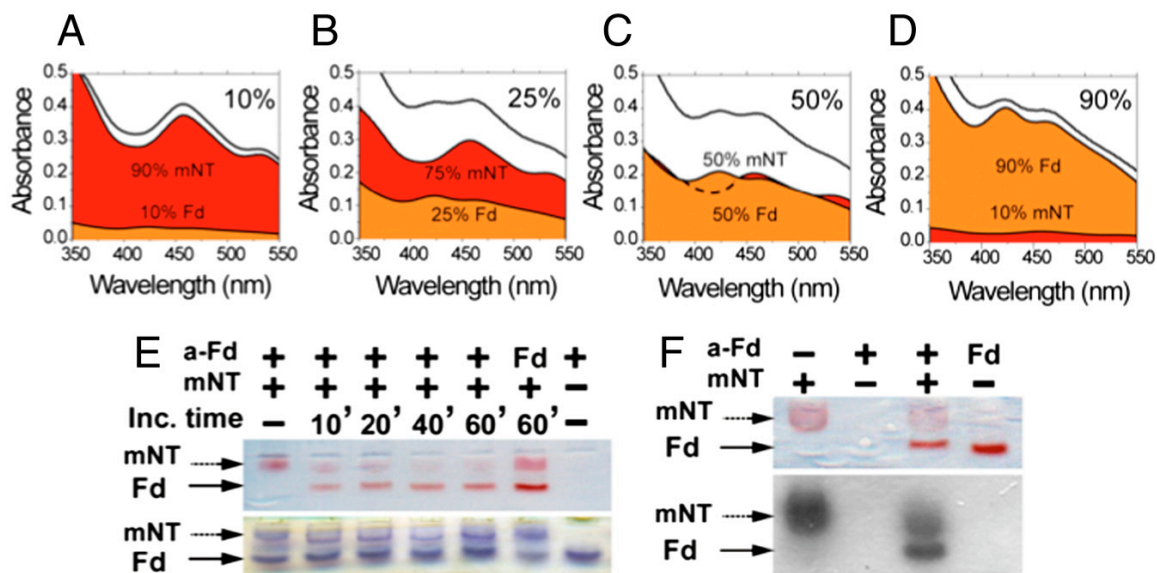 A B C D
0.5 0.5 0.5 0.5
10% 25% 50% 90%
0.4 0.4 0.4 0.4
0.3 0.3 0.3 0.3
Absorbance Absorbance Absorbance Absorbance
90% mNT 75% mNT 50% mNT 90% Fd
0.2 0.2 0.2 0.2
10% Fd 25% Fd 50% Fd 10% mNT
0.1 0.1 0.1 0.1
0.0 0.0 0.0 0.0
350 400 450 500 550 350 400 450 500 550 350 400 450 500 550 350 400 450 500 550
Wavelength (nm) Wavelength (nm) Wavelength (nm) Wavelength (nm)
E a-Fd + + + + + Fd +
mNT + + + + + + −
Inc. time − 10’ 20’ 40’ 60’ 60’ −
mNT
Fd
mNT
Fd
F a-Fd − + + Fd
mNT + − + −
mNT
Fd
mNT
Fd